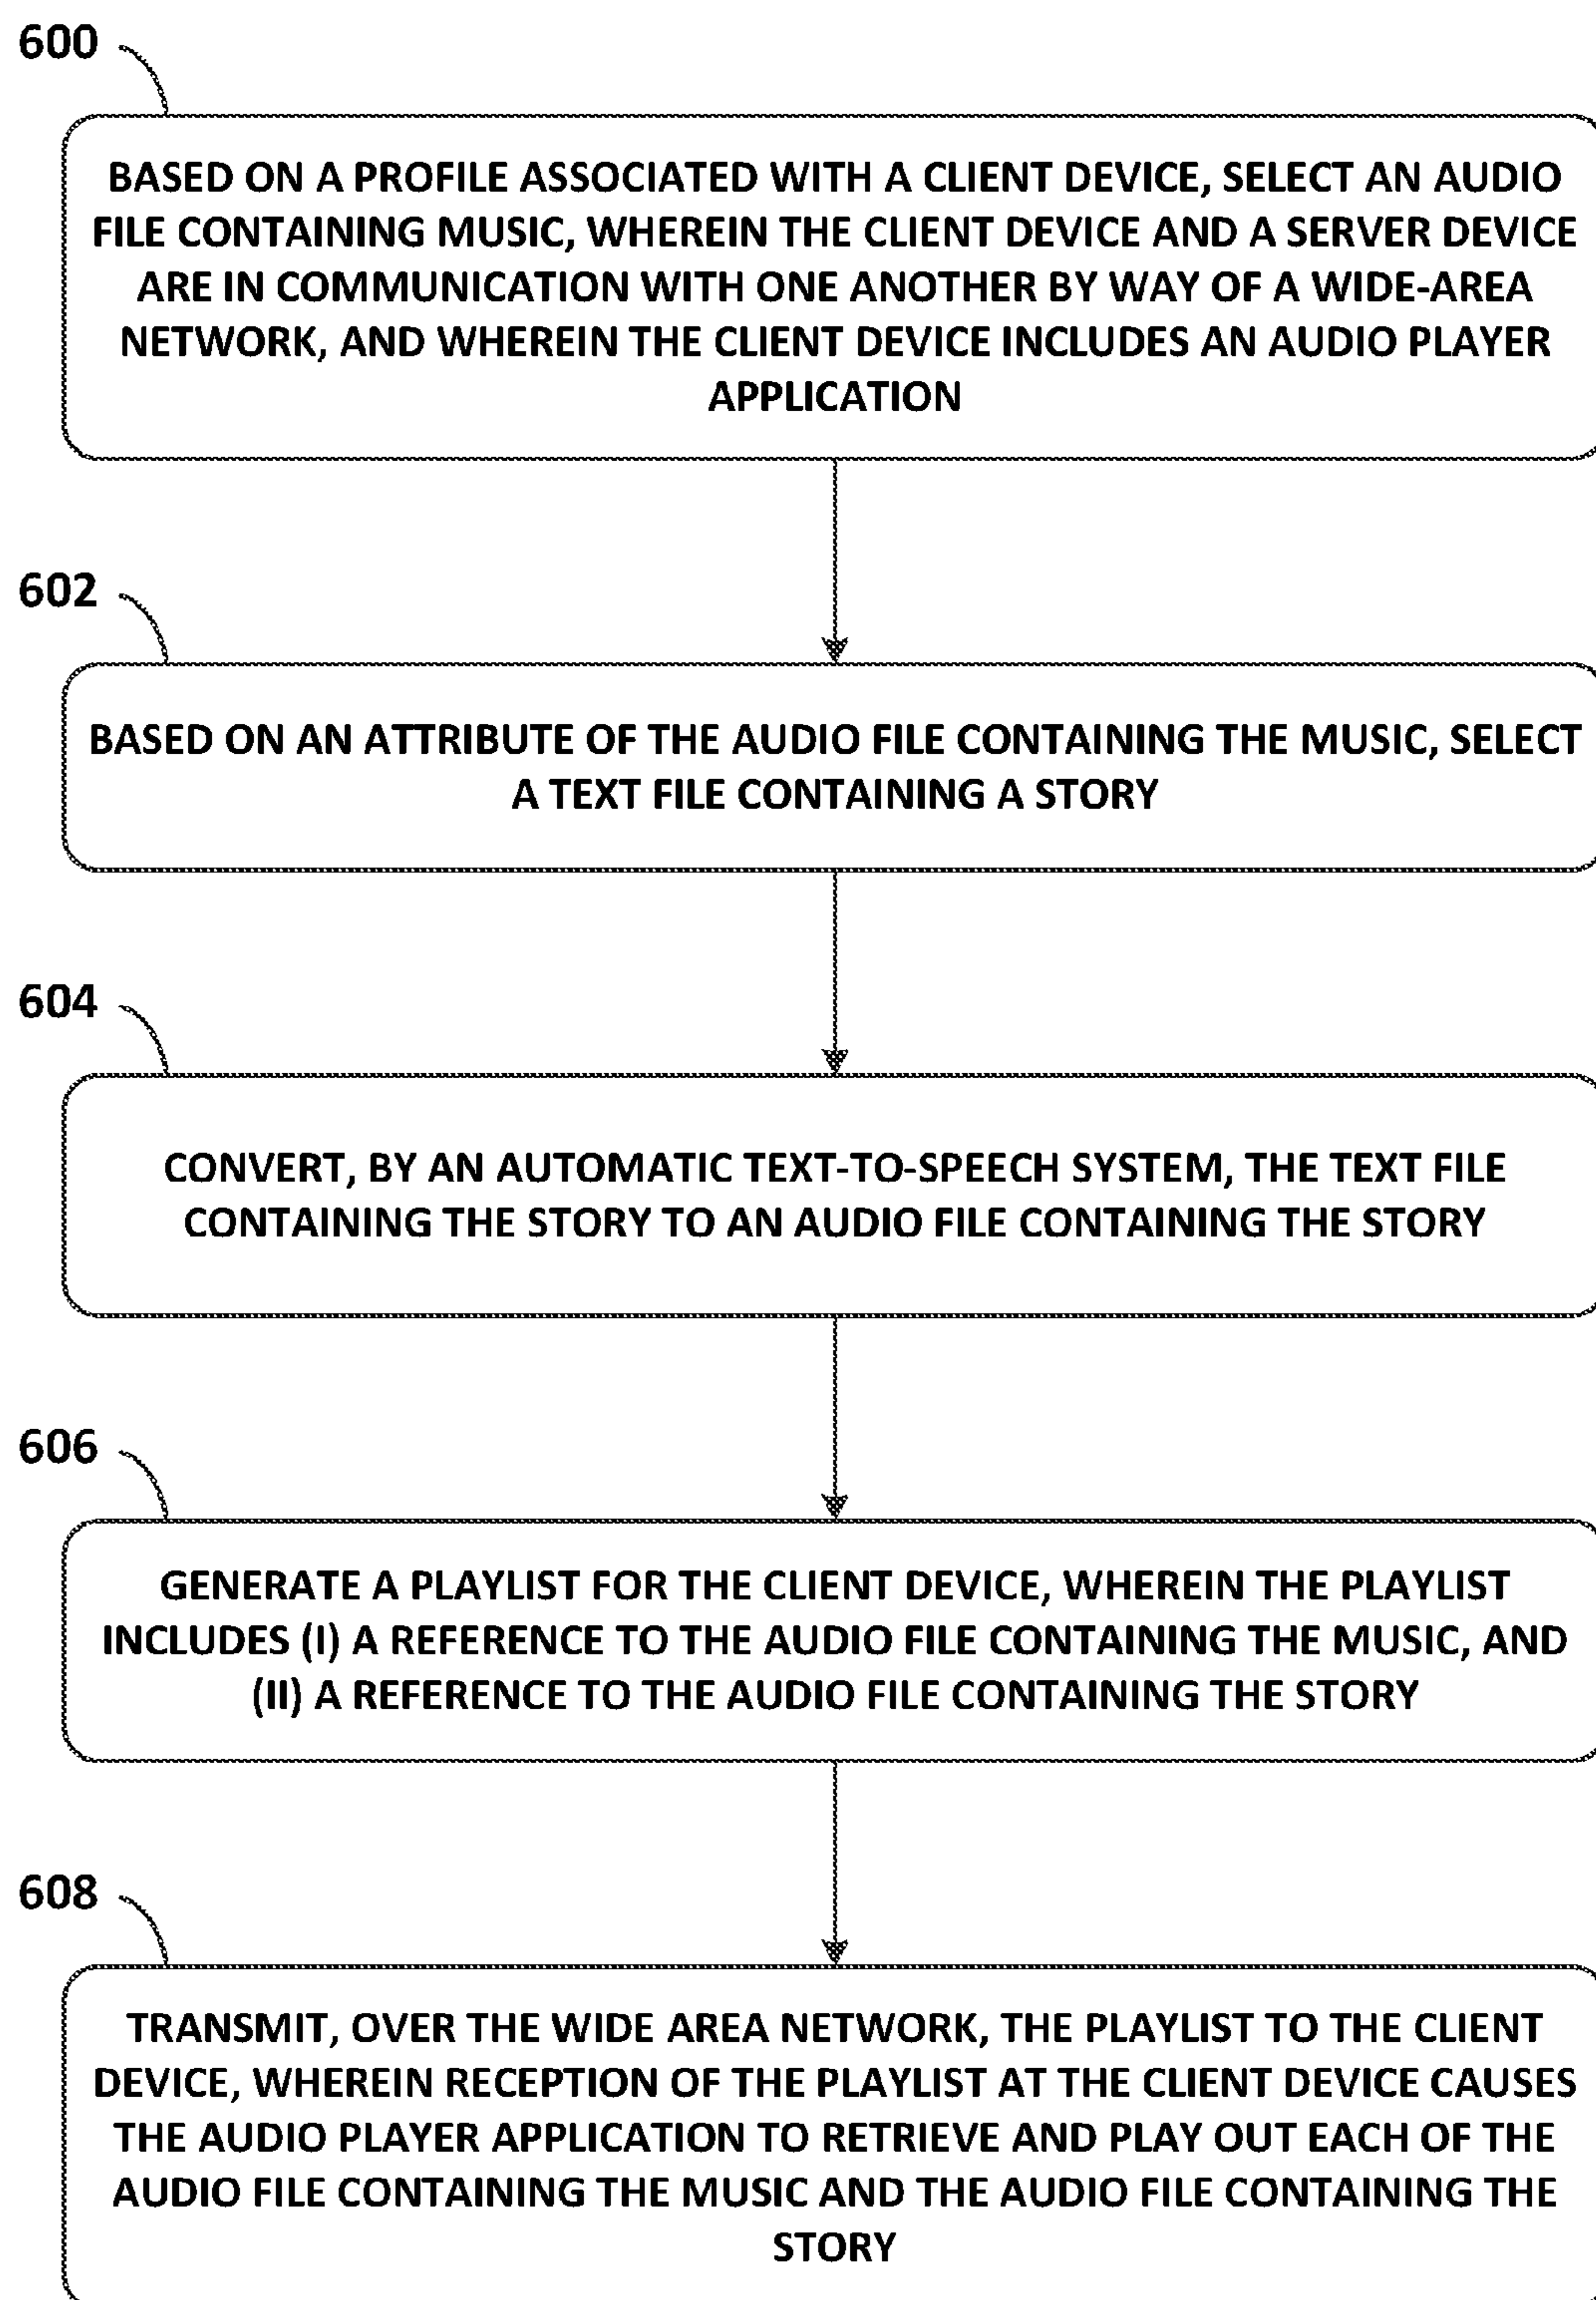 600
BASED ON A PROFILE ASSOCIATED WITH A CLIENT DEVICE, SELECT AN AUDIO
FILE CONTAINING MUSIC, WHEREIN THE CLIENT DEVICE AND A SERVER DEVICE
ARE IN COMMUNICATION WITH ONE ANOTHER BY WAY OF A WIDE-AREA
NETWORK, AND WHEREIN THE CLIENT DEVICE INCLUDES AN AUDIO PLAYER
APPLICATION
602
BASED ON AN ATTRIBUTE OF THE AUDIO FILE CONTAINING THE MUSIC, SELECT
A TEXT FILE CONTAINING A STORY
604
CONVERT, BY AN AUTOMATIC TEXT-TO-SPEECH SYSTEM, THE TEXT FILE
CONTAINING THE STORY TO AN AUDIO FILE CONTAINING THE STORY
606
GENERATE A PLAYLIST FOR THE CLIENT DEVICE, WHEREIN THE PLAYLIST
INCLUDES (I) A REFERENCE TO THE AUDIO FILE CONTAINING THE MUSIC, AND
(II) A REFERENCE TO THE AUDIO FILE CONTAINING THE STORY
608
TRANSMIT, OVER THE WIDE AREA NETWORK, THE PLAYLIST TO THE CLIENT
DEVICE, WHEREIN RECEPTION OF THE PLAYLIST AT THE CLIENT DEVICE CAUSES
THE AUDIO PLAYER APPLICATION TO RETRIEVE AND PLAY OUT EACH OF THE
AUDIO FILE CONTAINING THE MUSIC AND THE AUDIO FILE CONTAINING THE
STORY